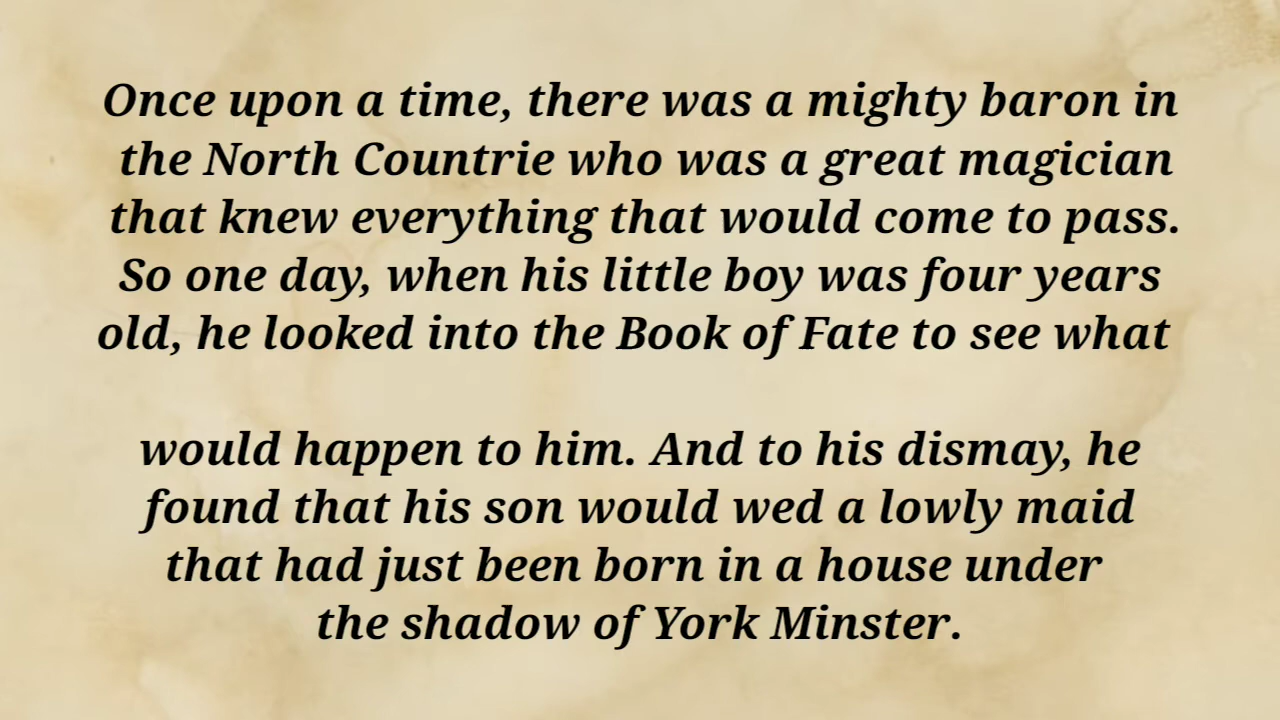 Once upon a time, there was a mighty baron in
the North Countrie who was a great magician
that knew everything that would come to pass.
So one day, when his little boy was four years
old, he looked into the Book of Fate to see what
would happen to him. And to his dismay, he
found that his son would wed a lowly maid
that had just been born in a house under
the shadow of York Minster.